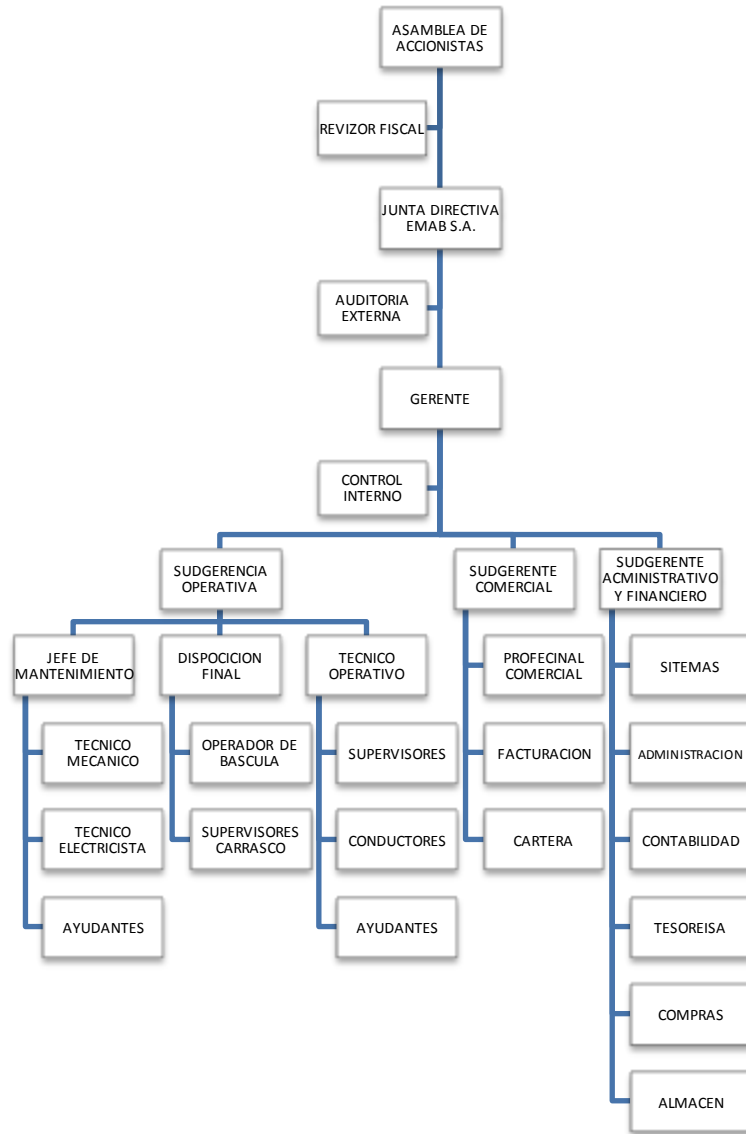 ASAMBLEA DE
ACCIONISTAS
REVIZOR FISCAL
JUNTA DIRECTIVA
EMAB S.A.
AUDITORIA
EXTERNA
GERENTE
CONTROL
INTERNO
SUDGERENCIA
OPERATIVA
SUDGERENTE
COMERCIAL
SUDGERENTE
ACMINISTRATIVO
Y FINANCIERO
JEFE DE
MANTENIMIENTO
DISPOCICION
FINAL
TECNICO
OPERATIVO
PROFECINAL
COMERCIAL
SITEMAS
TECNICO
MECANICO
OPERADOR DE
BASCULA
SUPERVISORES
FACTURACION
ADMINISTRACION
TECNICO
ELECTRICISTA
SUPERVISORES
CARRASCO
CONDUCTORES
CARTERA
CONTABILIDAD
AYUDANTES
AYUDANTES
TESOREISA
COMPRAS
ALMACEN